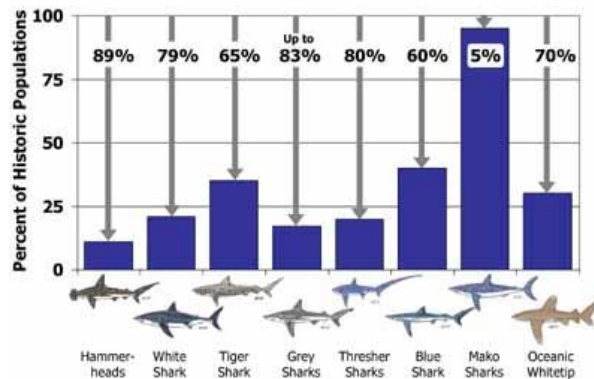 Percent of Historic Populations
100
75
50
25
0
89%
79%
65%
Up to
83%
80%
60%
5%
70%
Hammer-
heads
White
Shark
Tiger
Shark
Grey
Sharks
Thresher
Sharks
Blue
Shark
Mako
Sharks
Oceanic
Whitetip